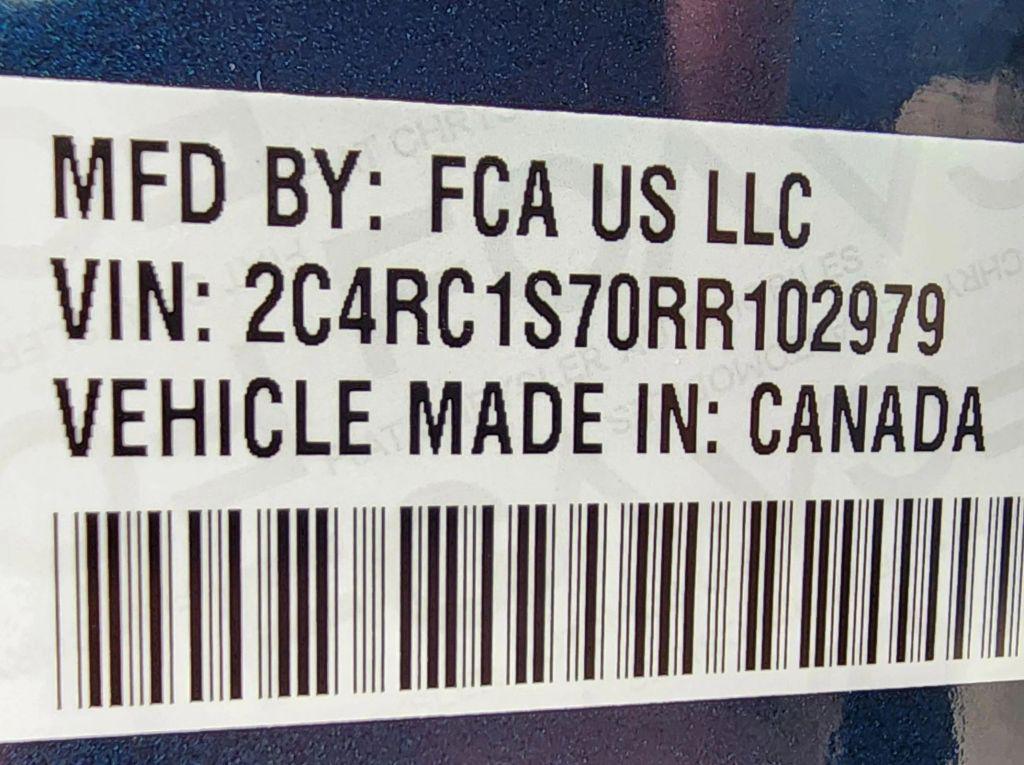 MFD BY: FCA US LLC
VIN: 2C4RC1S70RR102979
VEHICLE MADE IN: CANADA